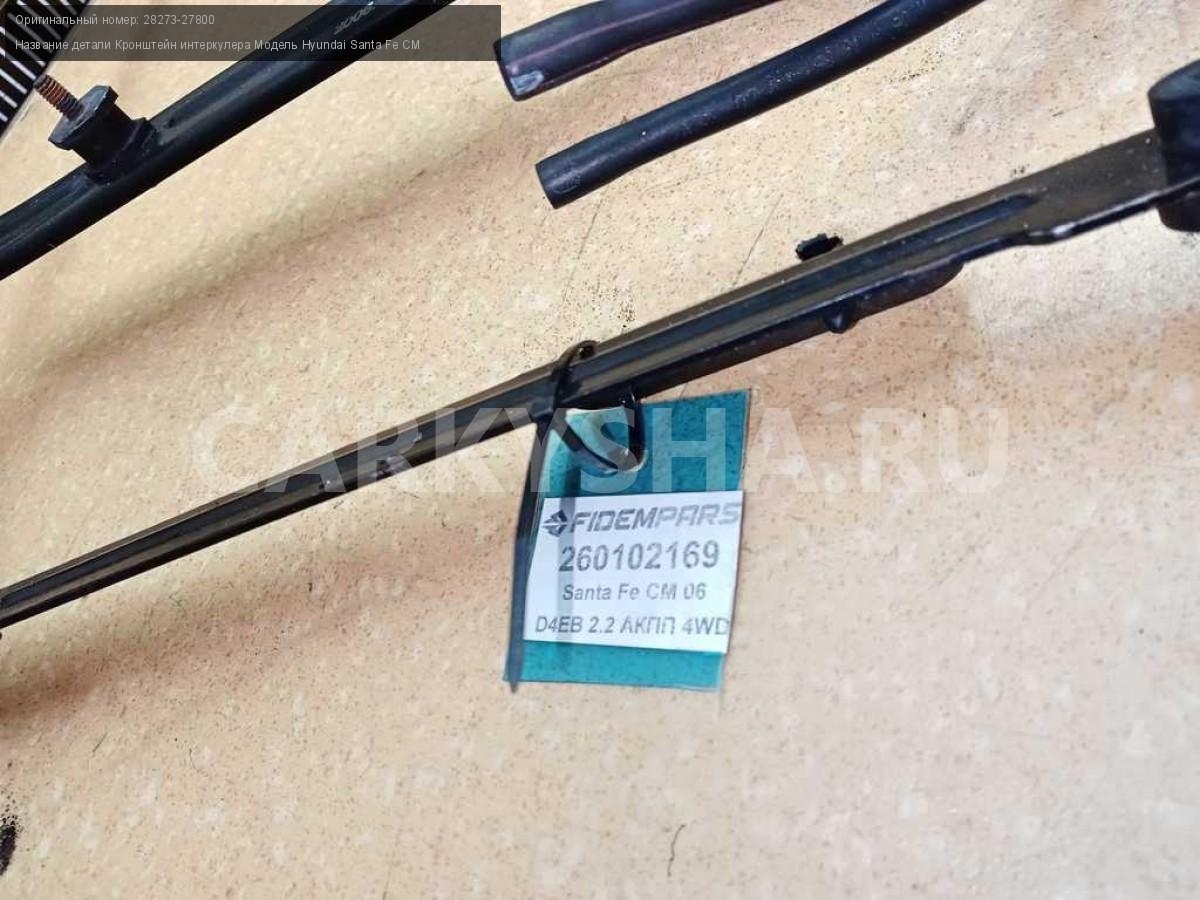 Оригинальный номер: 28273-27800
Название детали Кронштейн интеркулера Модель Hyundai Santa Fe CM
CARKYSHA.RU
FIDEMPARS
260102169
Santa Fe CM 06
D4EB 2.2 АКПП 4WD